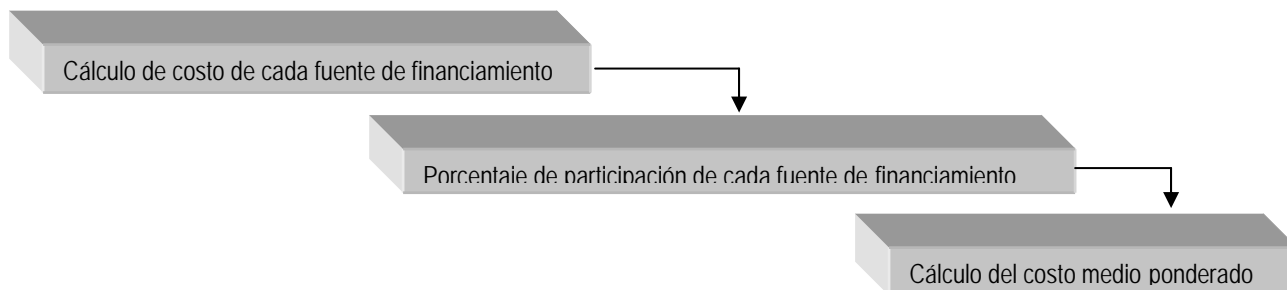 Cálculo de costo de cada fuente de financiamiento
Porcentaje de participación de cada fuente de financiamiento
Cálculo del costo medio ponderado